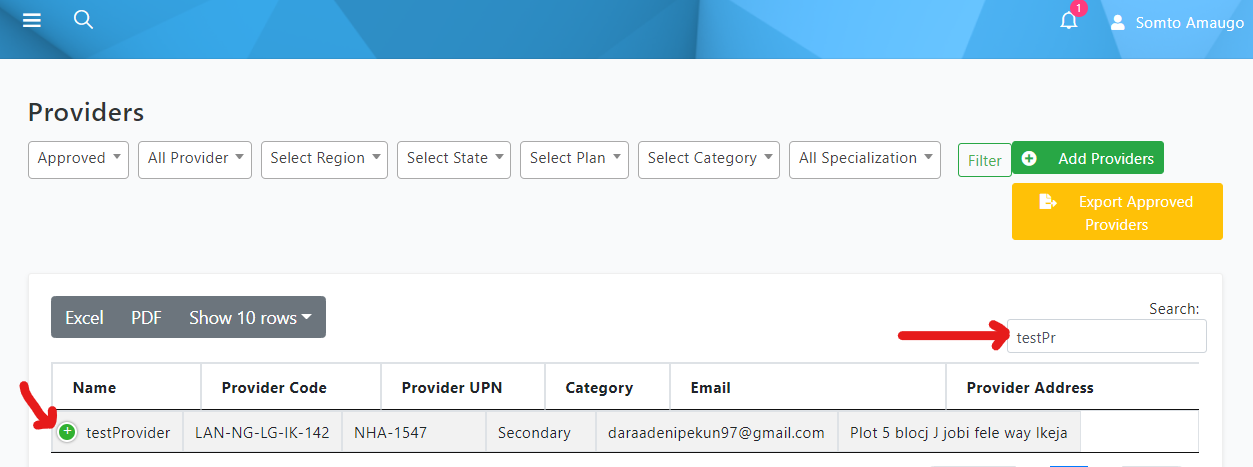 1
Somto Amaugo
Providers
Approved All Provider Select Region Select State Select Plan Select Category All Specialization Filter Add Providers
Export Approved
Providers
Search:
Excel PDF Show 10 rows
testPr
Name Provider Code Provider UPN Category Email Provider Address
testProvider LAN-NG-LG-IK-142 NHA-1547 Secondary daraadenipekun97@gmail.com Plot 5 blocj J jobi fele way Ikeja